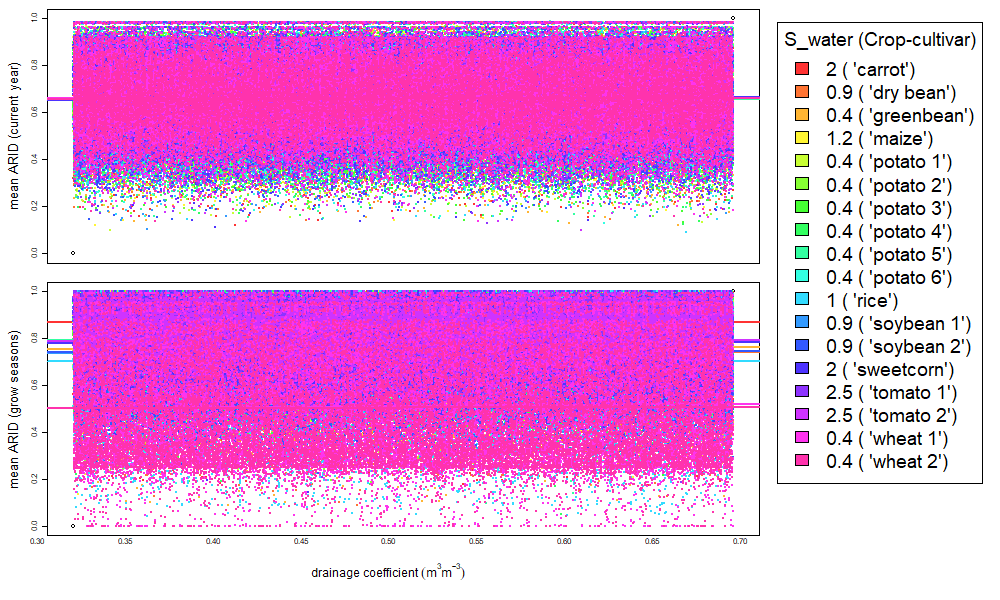 mean ARID (current year)
1.0
0.8
0.6
0.4
0.2
0.0
mean ARID (grow seasons)
1.0
0.8
0.6
0.4
0.2
0.0
0.30 0.35 0.40 0.45 0.50 0.55 0.60 0.65 0.70
drainage coefficient (m³m⁻³)
S_water (Crop-cultivar)
2 ( 'carrot')
0.9 ( 'dry bean')
0.4 ( 'greenbean')
1.2 ( 'maize')
0.4 ( 'potato 1')
0.4 ( 'potato 2')
0.4 ( 'potato 3')
0.4 ( 'potato 4')
0.4 ( 'potato 5')
0.4 ( 'potato 6')
1 ( 'rice')
0.9 ( 'soybean 1')
0.9 ( 'soybean 2')
2 ( 'sweetcorn')
2.5 ( 'tomato 1')
2.5 ( 'tomato 2')
0.4 ( 'wheat 1')
0.4 ( 'wheat 2')